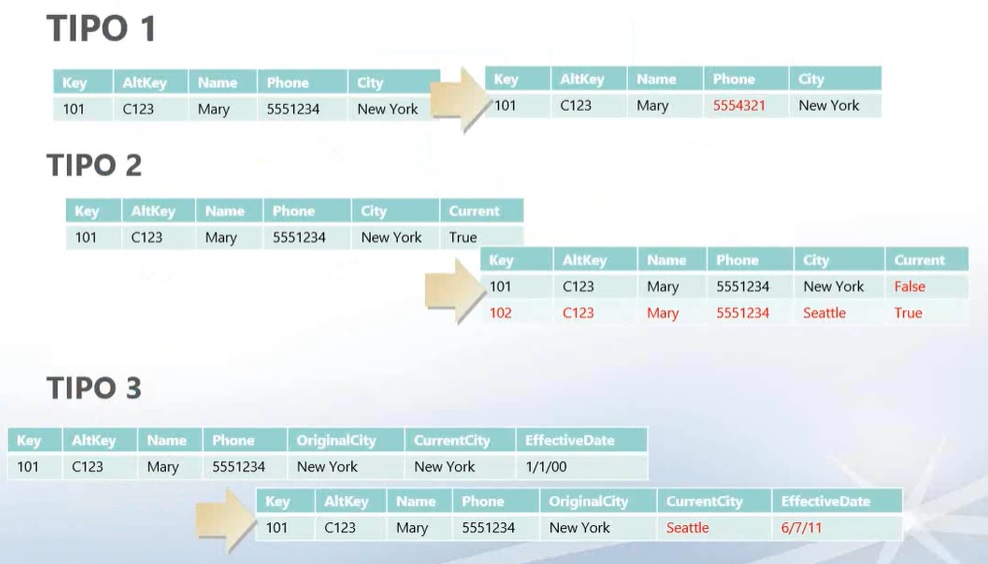 TIPO 1
Key AltKey Name Phone City
101 C123 Mary 5551234 New York
Key AltKey Name Phone City
101 C123 Mary 5554321 New York
TIPO 2
Key AltKey Name Phone City Current
101 C123 Mary 5551234 New York True
Key AltKey Name Phone City Current
101 C123 Mary 5551234 New York False
102 C123 Mary 5551234 Seattle True
TIPO 3
Key AltKey Name Phone OriginalCity CurrentCity EffectiveDate
101 C123 Mary 5551234 New York New York 1/1/00
Key AltKey Name Phone OriginalCity CurrentCity EffectiveDate
101 C123 Mary 5551234 New York Seattle 6/7/11